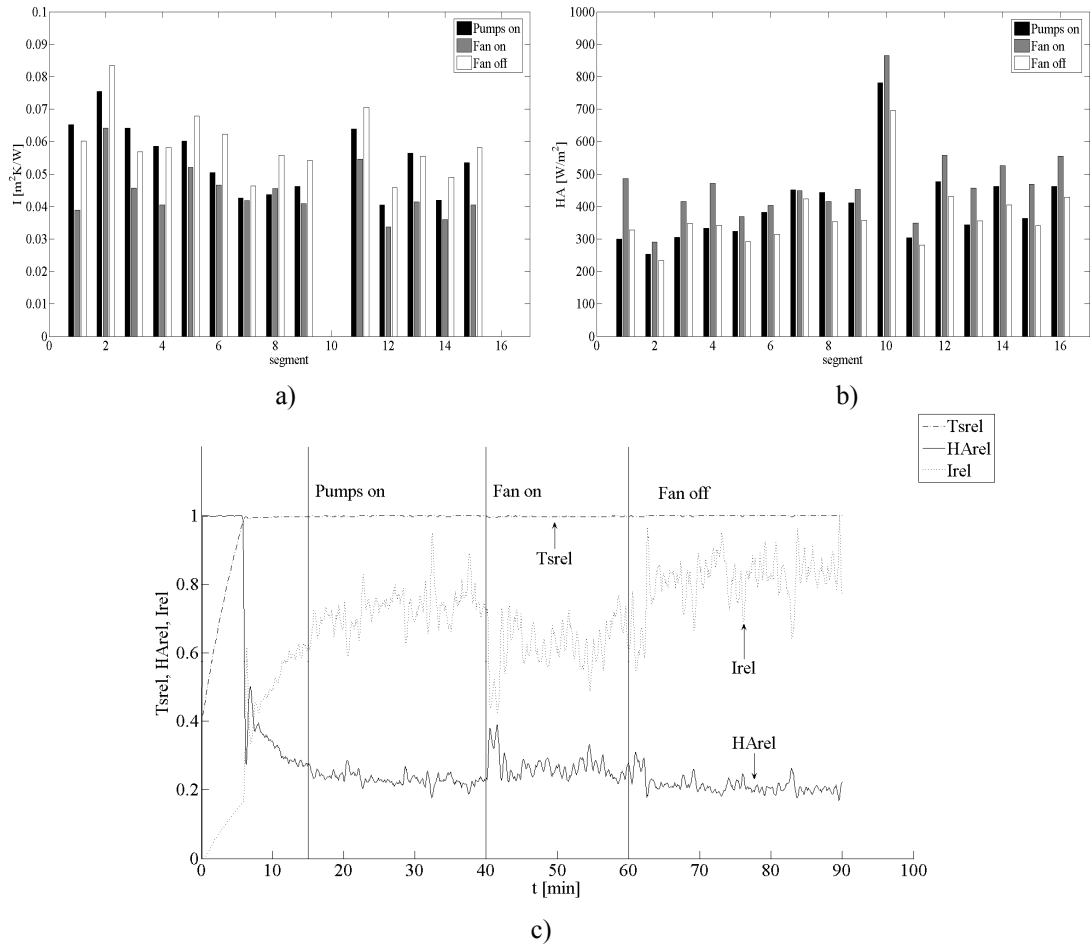 0.1
0.09
0.08
0.07
0.06
0.05
0.04
0.03
0.02
0.01
0
I [m²K/W]
0 2 4 6 8 10 12 14 16
segment
Pumps on
Fan on
Fan off
a)
1000
900
800
700
600
500
400
300
200
100
0
HA [W/m²]
0 2 4 6 8 10 12 14 16
segment
Pumps on
Fan on
Fan off
b)
Tsrel
HArel
Irel
Pumps on
Fan on
Fan off
1
0.8
0.6
0.4
0.2
0
Tsrel, HArel, Irel
Tsrel
Irel
HArel
0 10 20 30 40 50 60 70 80 90 100
t [min]
c)